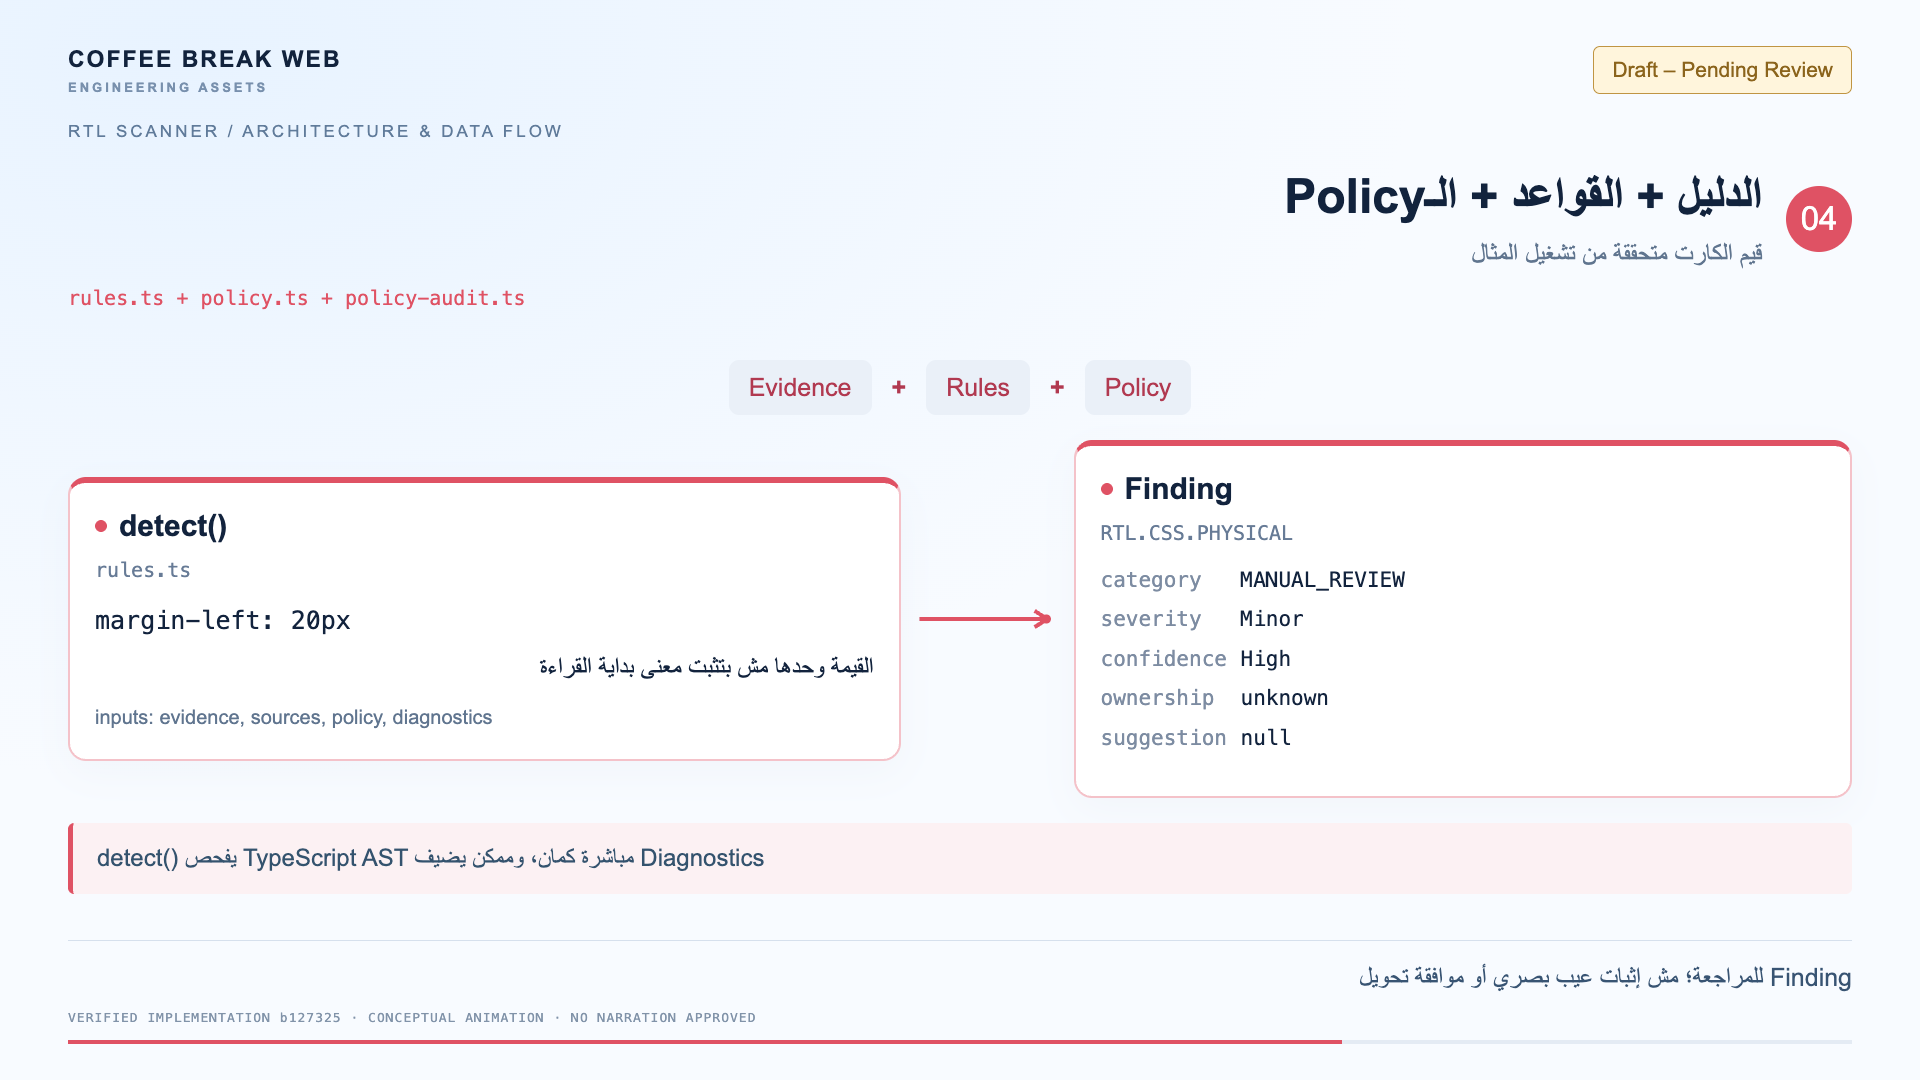 COFFEE BREAK WEB
ENGINEERING ASSETS
RTL SCANNER / ARCHITECTURE & DATA FLOW
Draft – Pending Review
04
الدليل + القواعد + الـPolicy
قيم الكارت متحققة من تشغيل المثال
rules.ts + policy.ts + policy-audit.ts
Evidence + Rules + Policy
detect()
rules.ts
margin-left: 20px
القيمة وحدها مش بتثبت معنى بداية القراءة
inputs: evidence, sources, policy, diagnostics
Finding
RTL.CSS.PHYSICAL
category MANUAL_REVIEW
severity Minor
confidence High
ownership unknown
suggestion null
detect() يفحص TypeScript AST مباشرة كمان، وممكن يضيف Diagnostics
Finding للمراجعة؛ مش إثبات عيب بصري أو موافقة تحويل
VERIFIED IMPLEMENTATION b127325 · CONCEPTUAL ANIMATION · NO NARRATION APPROVED